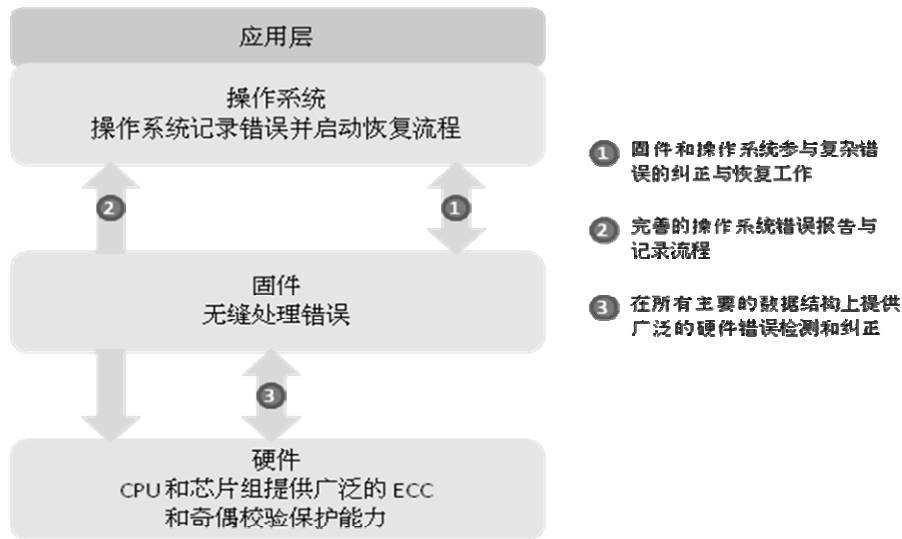 应用层
操作系统
操作系统记录错误并启动恢复流程
2
1
固件
无缝处理错误
3
硬件
CPU和芯片组提供广泛的 ECC
和奇偶校验保护能力
1 固件和操作系统参与复杂错
误的纠正与恢复工作
2 完善的操作系统错误报告与
记录流程
3 在所有主要的数据结构上提供
广泛的硬件错误检测和纠正